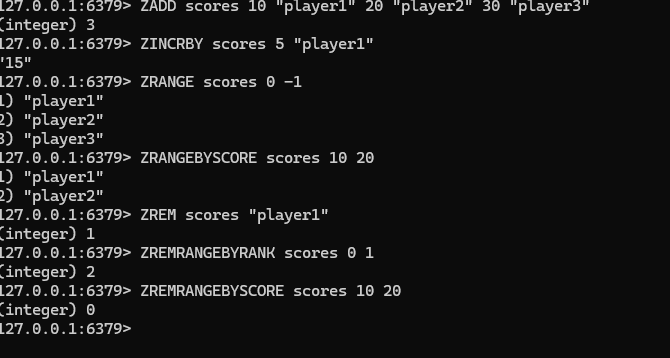 127.0.0.1:6379> ZADD scores 10 "player1" 20 "player2" 30 "player3"
(integer) 3
127.0.0.1:6379> ZINCRBY scores 5 "player1"
"15"
127.0.0.1:6379> ZRANGE scores 0 -1
1) "player1"
2) "player2"
3) "player3"
127.0.0.1:6379> ZRANGEBYSCORE scores 10 20
1) "player1"
2) "player2"
127.0.0.1:6379> ZREM scores "player1"
(integer) 1
127.0.0.1:6379> ZREMRANGEBYRANK scores 0 1
(integer) 2
127.0.0.1:6379> ZREMRANGEBYSCORE scores 10 20
(integer) 0
127.0.0.1:6379>